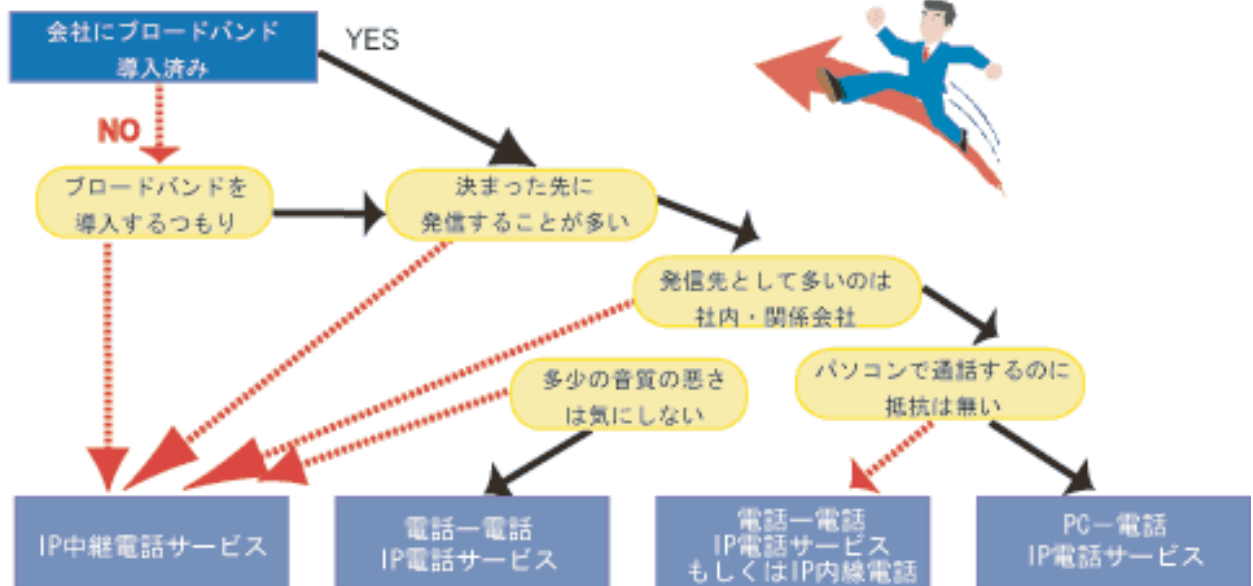 会社にブロードバンド
導入済み
YES
NO
ブロードバンドを
導入するつもり
決まった先に
発信することが多い
発信先として多いのは
社内・関係会社
多少の音質の悪さ
は気にしない
パソコンで通話するのに
抵抗は無い
IP中継電話サービス
電話ー電話
IP電話サービス
電話ー電話
IP電話サービス
もしくはIP内線電話
PCー電話
IP電話サービス